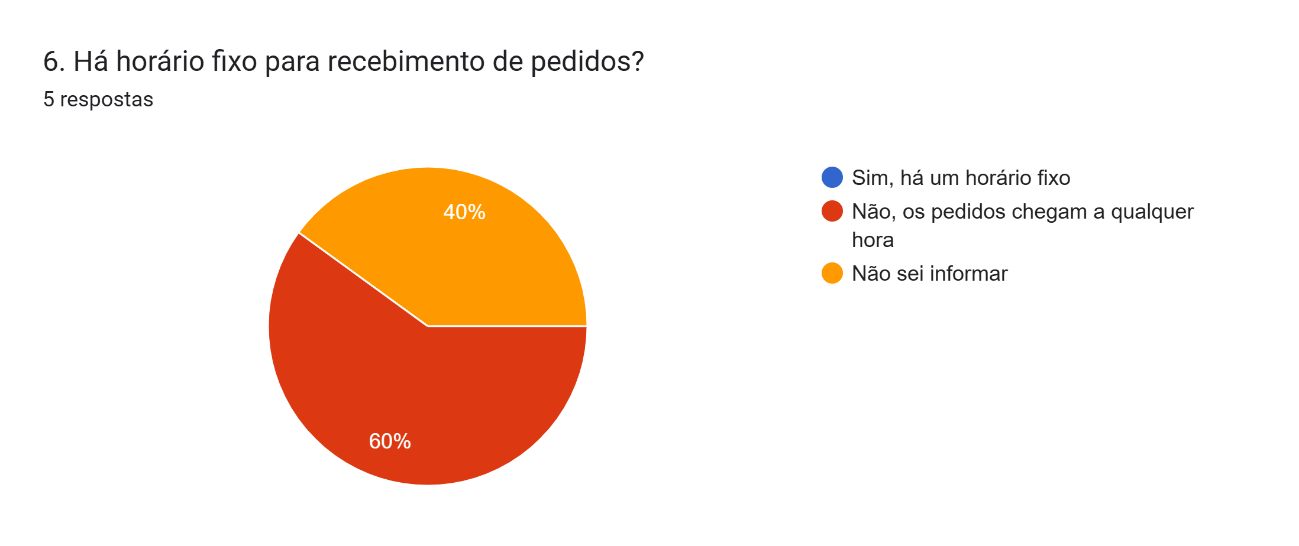 6. Há horário fixo para recebimento de pedidos?
5 respostas
40%
60%
Sim, há um horário fixo
Não, os pedidos chegam a qualquer
hora
Não sei informar